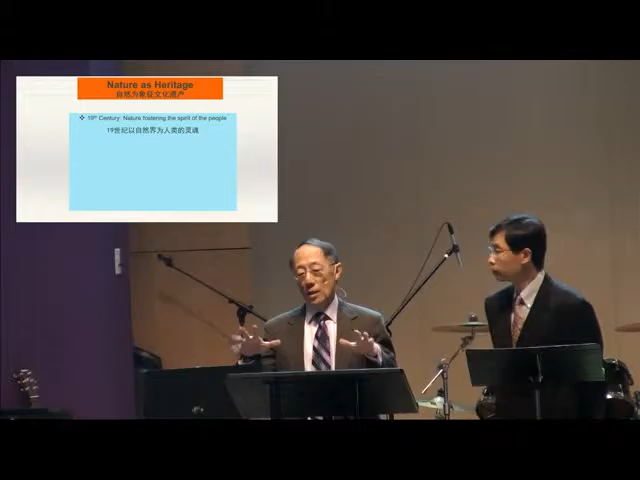 Nature as Heritage
自然为象征文化遗产
❖ 19th Century: Nature fostering the spirit of the people
19世纪以自然界为人类的灵魂